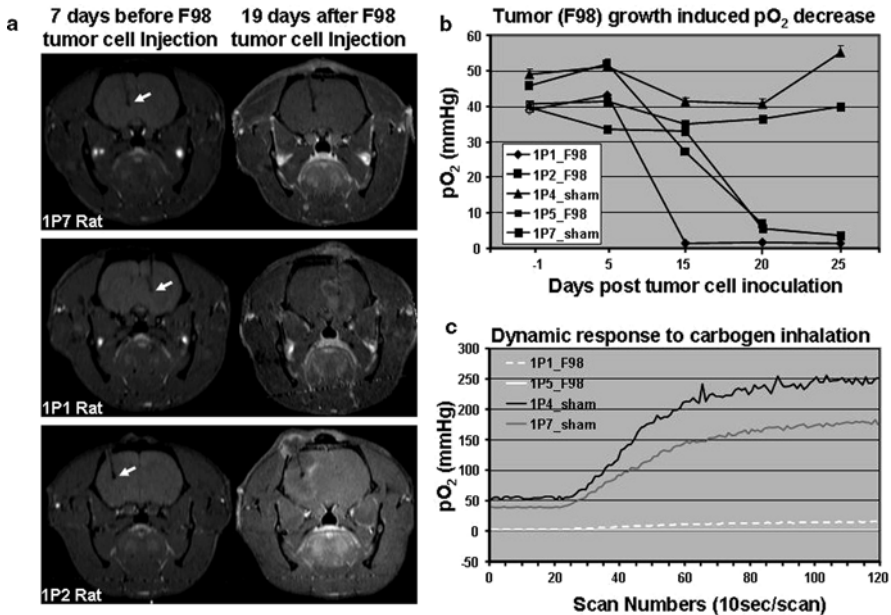 a
7 days before F98
tumor cell Injection
19 days after F98
tumor cell Injection
1P7 Rat
1P1 Rat
1P2 Rat
b
Tumor (F98) growth induced pO₂ decrease
pO₂ (mmHg)
60
50
40
30
20
10
0
1P1_F98
1P2_F98
1P4_sham
1P5_F98
1P7_sham
-1
5
15
20
25
Days post tumor cell inoculation
c
Dynamic response to carbogen inhalation
pO₂ (mmHg)
300
250
200
150
100
50
0
-50
1P1_F98
1P5_F98
1P4_sham
1P7_sham
0
20
40
60
80
100
120
Scan Numbers (10sec/scan)